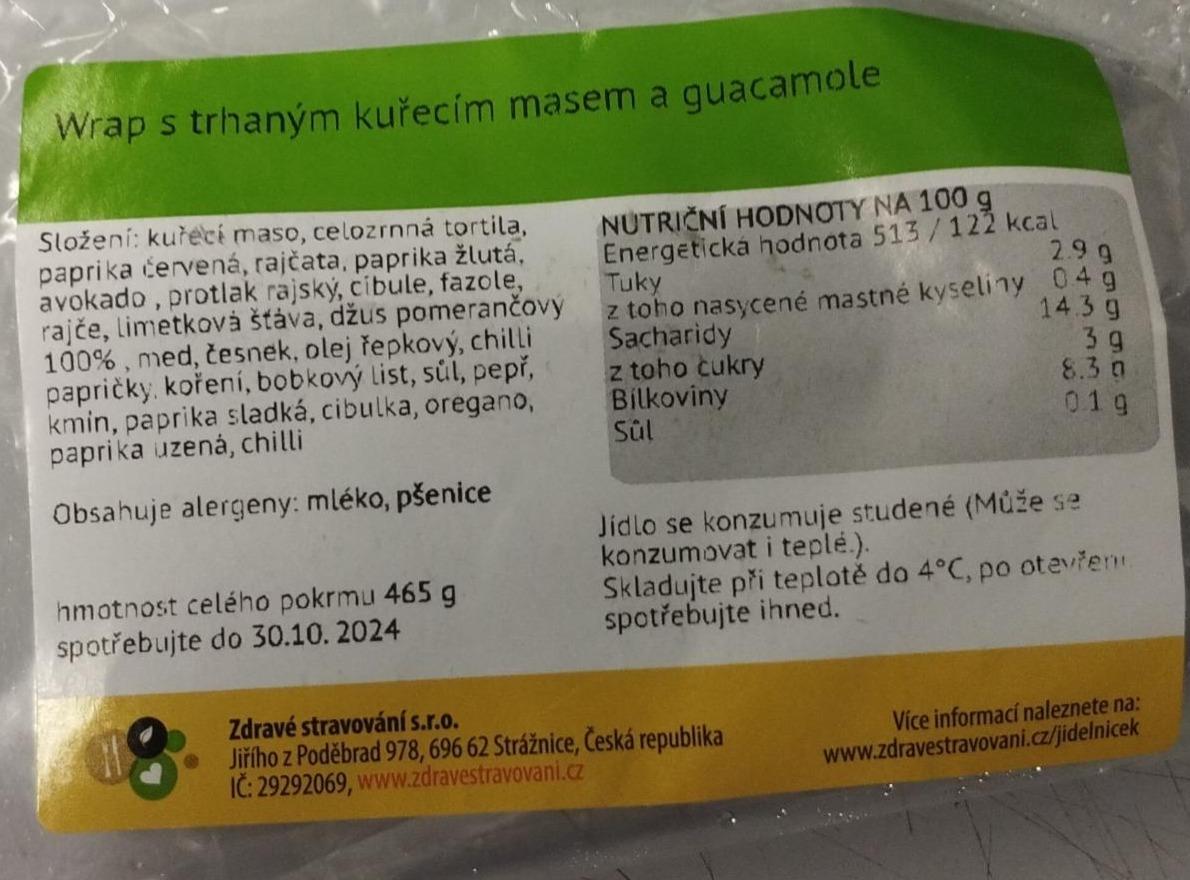 Wrap s trhaným kuřecím masem a guacamole
Složení: kuřecí maso, celozrnná tortila,
paprika červená, rajčata, paprika žlutá,
avokado , protlak rajský, cibule, fazole,
rajče, limetková šťáva, džus pomerančový
100% , med, česnek, olej řepkový, chilli
papričky, koření, bobkový list, sůl, pepř,
kmín, paprika sladká, cibulka, oregano,
paprika uzená, chilli
Obsahuje alergeny: mléko, pšenice
hmotnost celého pokrmu 465 g
spotřebujte do 30.10. 2024
NUTRIČNÍ HODNOTY NA 100 g
Energetická hodnota 513 / 122 kcal
Tuky 2.9 g
z toho nasycené mastné kyseliny 0.4 g
Sacharidy 14.3 g
z toho cukry 3 g
Bílkoviny 8.3 g
Sůl 0.1 g
Jídlo se konzumuje studené (Může se
konzumovat i teplé.).
Skladujte při teplotě do 4°C, po otevření
spotřebujte ihned.
Zdravé stravování s.r.o.
Jiřího z Poděbrad 978, 696 62 Strážnice, Česká republika
IČ: 29292069, www.zdravestravovani.cz
Více informací naleznete na:
www.zdravestravovani.cz/jidelnicek